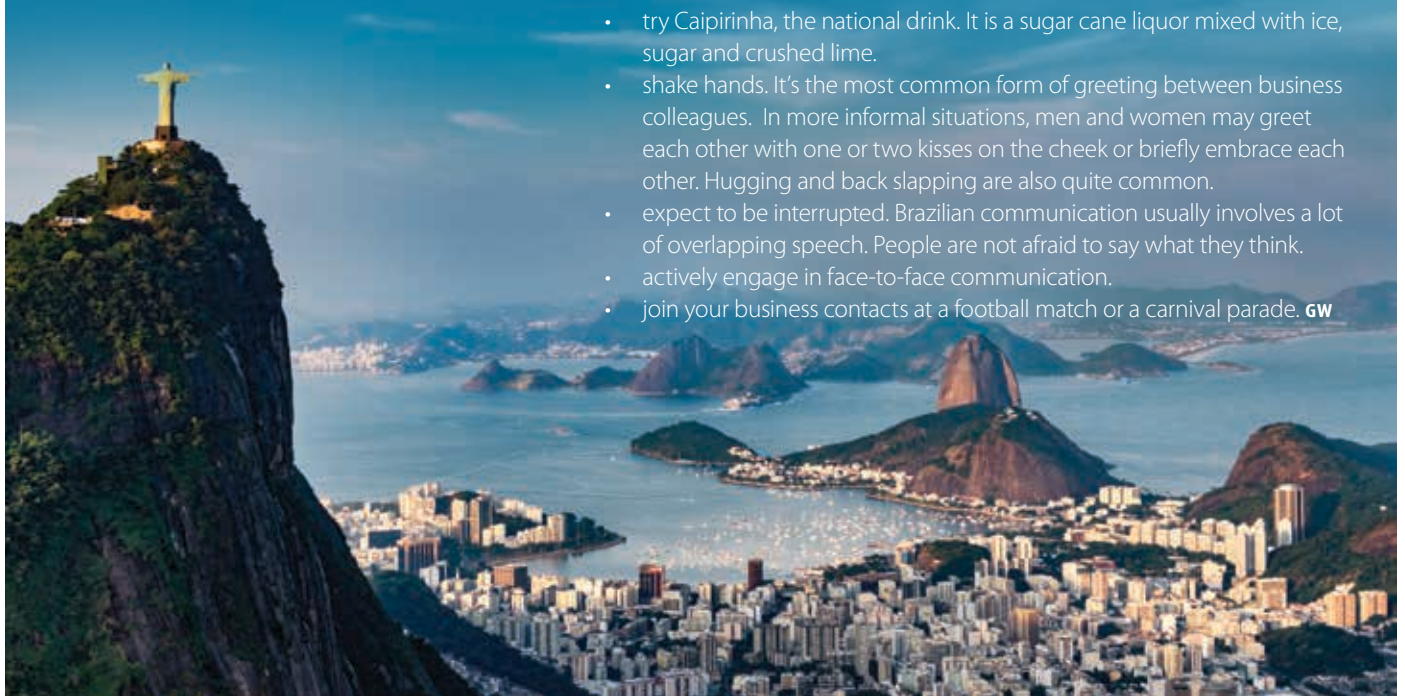 • try Caipirinha, the national drink. It is a sugar cane liquor mixed with ice,
sugar and crushed lime.
• shake hands. It’s the most common form of greeting between business
colleagues.  In more informal situations, men and women may greet
each other with one or two kisses on the cheek or briefly embrace each
other. Hugging and back slapping are also quite common.
• expect to be interrupted. Brazilian communication usually involves a lot
of overlapping speech. People are not afraid to say what they think.
• actively engage in face-to-face communication.
• join your business contacts at a football match or a carnival parade. GW